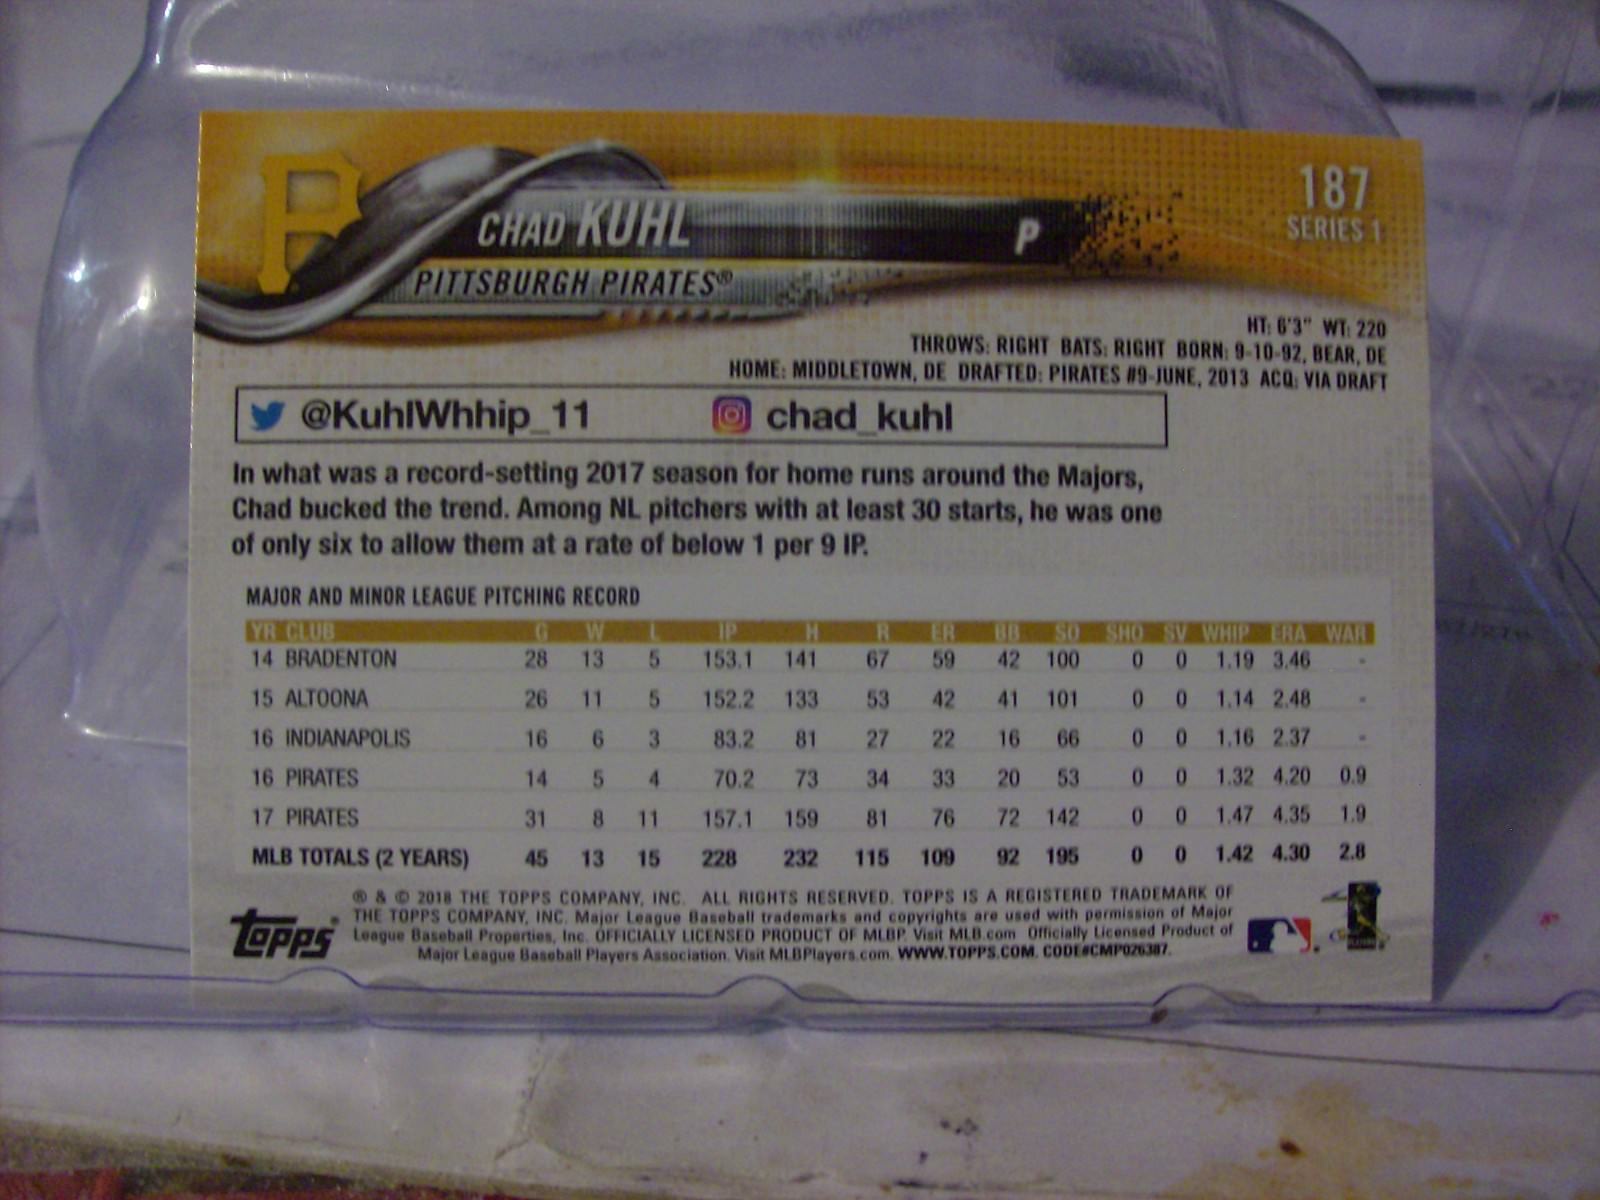 187
SERIES 1
CHAD KUHL P
PITTSBURGH PIRATES®
HT: 6'3" WT: 220
THROWS: RIGHT BATS: RIGHT BORN: 9-10-92, BEAR, DE
HOME: MIDDLETOWN, DE DRAFTED: PIRATES #9-JUNE, 2013 ACQ: VIA DRAFT
@KuhlWhhip_11 chad_kuhl
In what was a record-setting 2017 season for home runs around the Majors,
Chad bucked the trend. Among NL pitchers with at least 30 starts, he was one
of only six to allow them at a rate of below 1 per 9 IP.
MAJOR AND MINOR LEAGUE PITCHING RECORD
YR CLUB G W L IP H R ER BB SO SHO SV WHIP ERA WAR
14 BRADENTON 28 13 5 153.1 141 67 59 42 100 0 0 1.19 3.46 -
15 ALTOONA 26 11 5 152.2 133 53 42 41 101 0 0 1.14 2.48 -
16 INDIANAPOLIS 16 6 3 83.2 81 27 22 16 66 0 0 1.16 2.37 -
16 PIRATES 14 5 4 70.2 73 34 33 20 53 0 0 1.32 4.20 0.9
17 PIRATES 31 8 11 157.1 159 81 76 72 142 0 0 1.47 4.35 1.9
MLB TOTALS (2 YEARS) 45 13 15 228 232 115 109 92 195 0 0 1.42 4.30 2.8
® & © 2018 THE TOPPS COMPANY, INC. ALL RIGHTS RESERVED. TOPPS IS A REGISTERED TRADEMARK OF
THE TOPPS COMPANY, INC. Major League Baseball trademarks and copyrights are used with permission of Major
League Baseball Properties, Inc. OFFICIALLY LICENSED PRODUCT OF MLBP. Visit MLB.com Officially Licensed Product of
Major League Baseball Players Association. Visit MLBPlayers.com. WWW.TOPPS.COM. CODE#CMP026387.
topps®